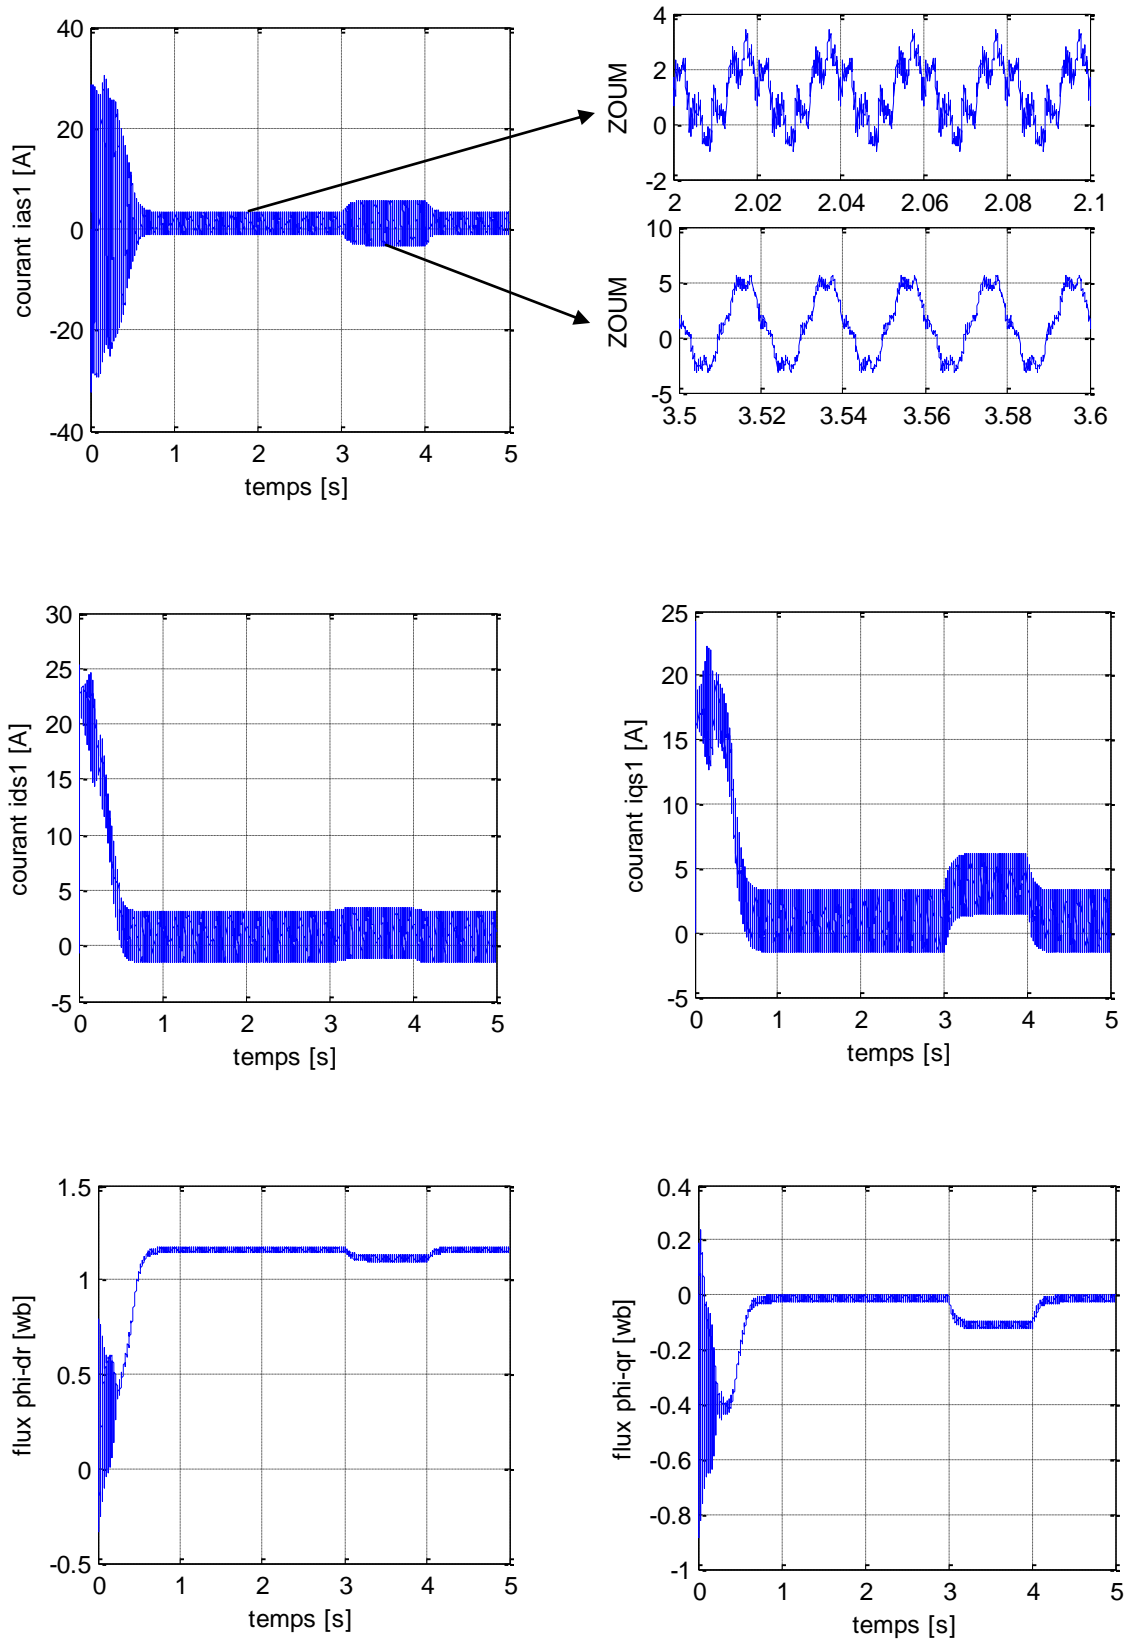 40
20
0
-20
-40
courant ias1 [A]
0 1 2 3 4 5
temps [s]
4
2
0
-2
ZOUM
2 2.02 2.04 2.06 2.08 2.1
10
5
0
-5
ZOUM
3.5 3.52 3.54 3.56 3.58 3.6
30
25
20
15
10
5
0
-5
courant ids1 [A]
0 1 2 3 4 5
temps [s]
25
20
15
10
5
0
-5
courant iqs1 [A]
0 1 2 3 4 5
temps [s]
1.5
1
0.5
0
-0.5
flux phi-dr [wb]
0 1 2 3 4 5
temps [s]
0.4
0.2
0
-0.2
-0.4
-0.6
-0.8
-1
flux phi-qr [wb]
0 1 2 3 4 5
temps [s]